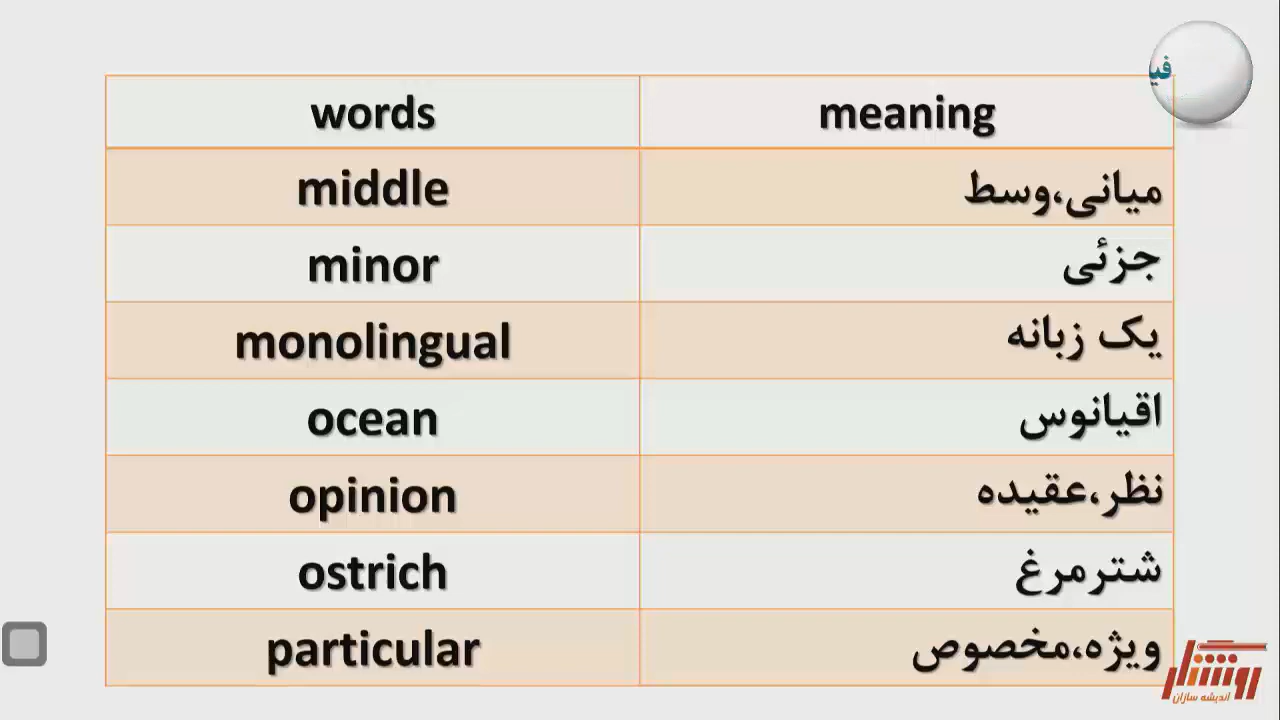 words meaning
middle میانی،وسط
minor جزئی
monolingual یک زبانه
ocean اقیانوس
opinion نظر،عقیده
ostrich شترمرغ
particular ویژه،مخصوص
اندیشه سازان